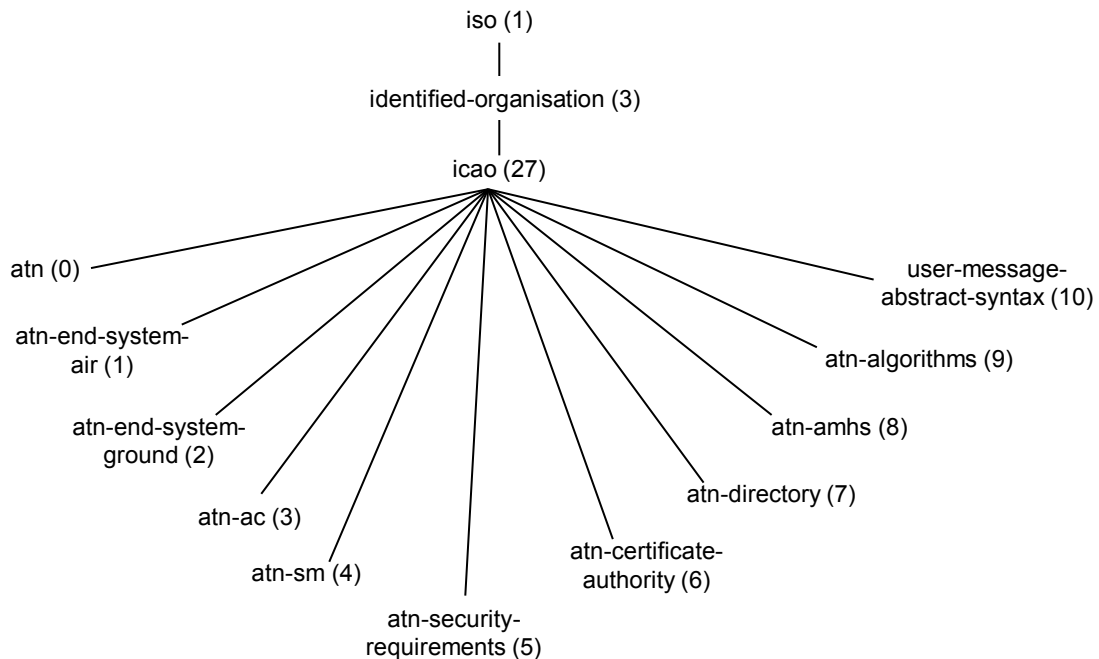 iso (1)
identified-organisation (3)
icao (27)
atn (0)
user-message-
abstract-syntax (10)
atn-end-system-
air (1)
atn-algorithms (9)
atn-end-system-
ground (2)
atn-amhs (8)
atn-directory (7)
atn-ac (3)
atn-certificate-
authority (6)
atn-sm (4)
atn-security-
requirements (5)